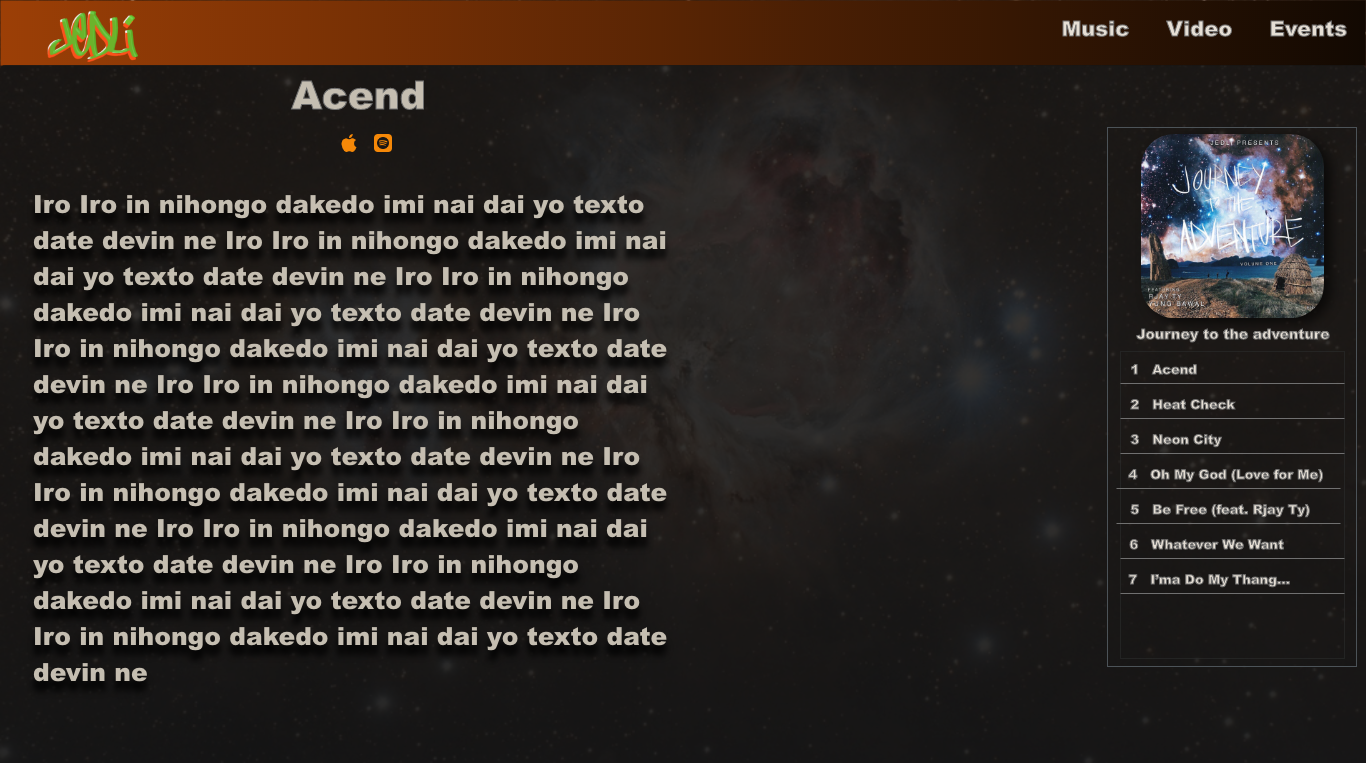 JEDLi
Music Video Events
Acend
Iro Iro in nihongo dakedo imi nai dai yo texto
date devin ne Iro Iro in nihongo dakedo imi nai
dai yo texto date devin ne Iro Iro in nihongo
dakedo imi nai dai yo texto date devin ne Iro
Iro in nihongo dakedo imi nai dai yo texto date
devin ne Iro Iro in nihongo dakedo imi nai dai
yo texto date devin ne Iro Iro in nihongo
dakedo imi nai dai yo texto date devin ne Iro
Iro in nihongo dakedo imi nai dai yo texto date
devin ne Iro Iro in nihongo dakedo imi nai dai
yo texto date devin ne Iro Iro in nihongo
dakedo imi nai dai yo texto date devin ne Iro
Iro in nihongo dakedo imi nai dai yo texto date
devin ne
JEDLI PRESENTS
JOURNEY
TO THE
ADVENTURE
VOLUME ONE
FEATURING
RJAY TY
YUNG SAWAL
Journey to the adventure
1 Acend
2 Heat Check
3 Neon City
4 Oh My God (Love for Me)
5 Be Free (feat. Rjay Ty)
6 Whatever We Want
7 I'ma Do My Thang...